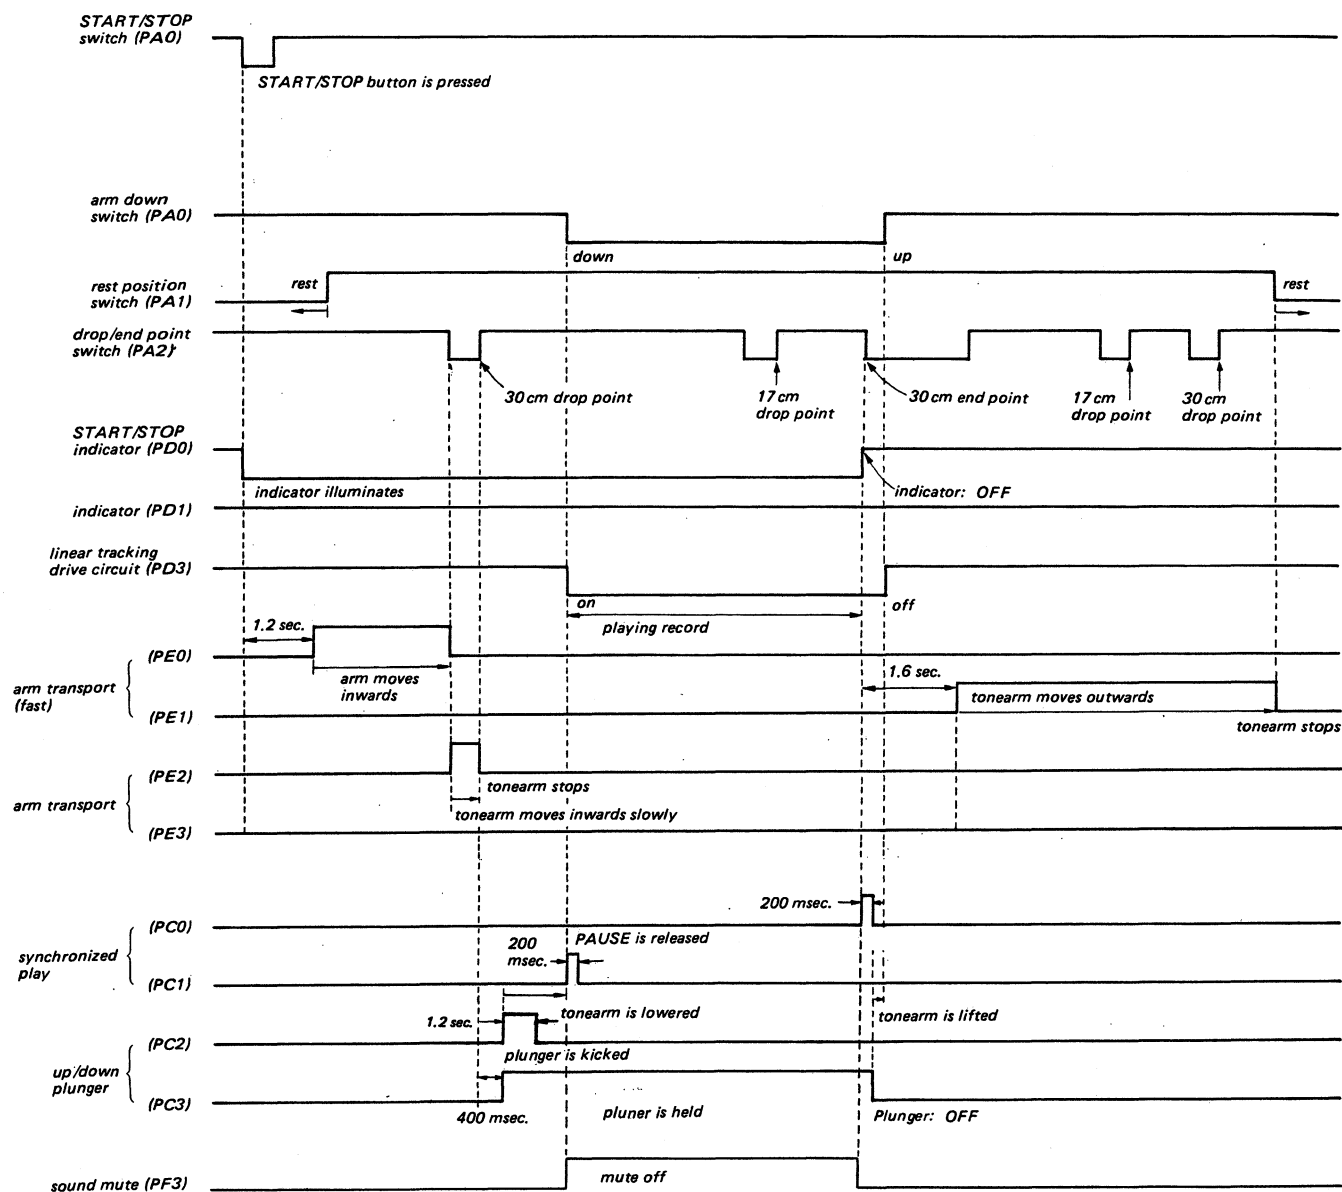 START/STOP
switch (PA0)
START/STOP button is pressed
arm down
switch (PA0)
down
up
rest position
switch (PA1)
rest
rest
drop/end point
switch (PA2)
30 cm drop point
17 cm
drop point
30 cm end point
17 cm
drop point
30 cm
drop point
START/STOP
indicator (PD0)
indicator illuminates
indicator: OFF
indicator (PD1)
linear tracking
drive circuit (PD3)
on
off
playing record
1.2 sec.
(PE0)
arm moves
inwards
1.6 sec.
arm transport
(fast)
tonearm moves outwards
(PE1)
tonearm stops
(PE2)
tonearm stops
arm transport
tonearm moves inwards slowly
(PE3)
200 msec.
(PC0)
PAUSE is released
200
msec.
synchronized
play
(PC1)
tonearm is lowered
tonearm is lifted
1.2 sec.
(PC2)
plunger is kicked
up/down
plunger
(PC3)
400 msec.
pluner is held
Plunger: OFF
mute off
sound mute (PF3)